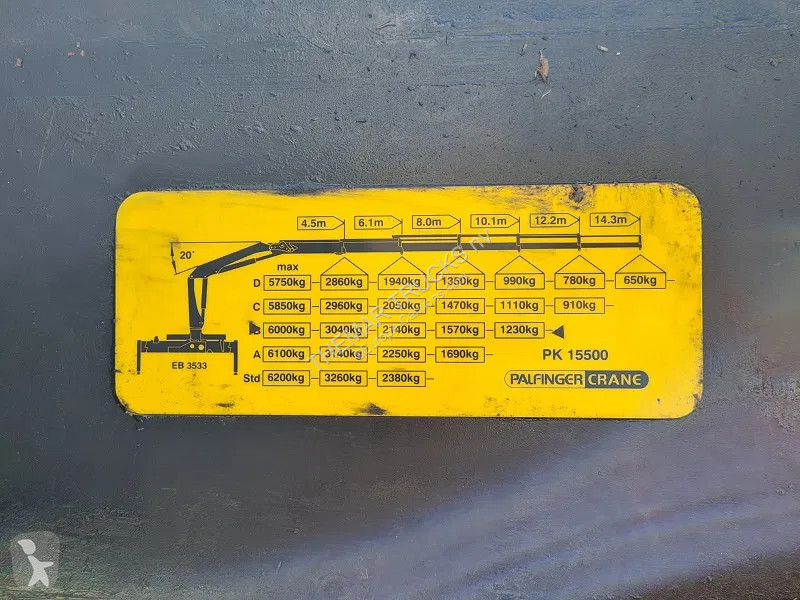 4.5m 6.1m 8.0m 10.1m 12.2m 14.3m
20°
max
D 5750kg 2860kg 1940kg 1350kg 990kg 780kg 650kg
C 5850kg 2960kg 2050kg 1470kg 1110kg 910kg
B 6000kg 3040kg 2140kg 1570kg 1230kg
A 6100kg 3140kg 2250kg 1690kg PK 15500
EB 3533
Std 6200kg 3260kg 2380kg PALFINGER CRANE